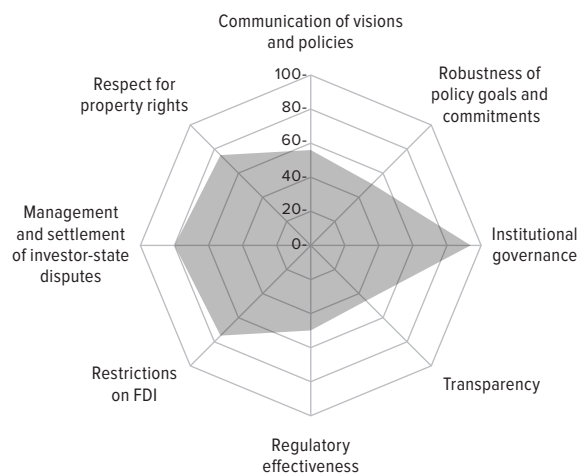 Communication of visions
and policies
Respect for
property rights
Robustness of
policy goals and
commitments
100-
80-
60-
40-
20-
0-
Management
and settlement
of investor-state
disputes
Institutional
governance
Restrictions
on FDI
Transparency
Regulatory
effectiveness